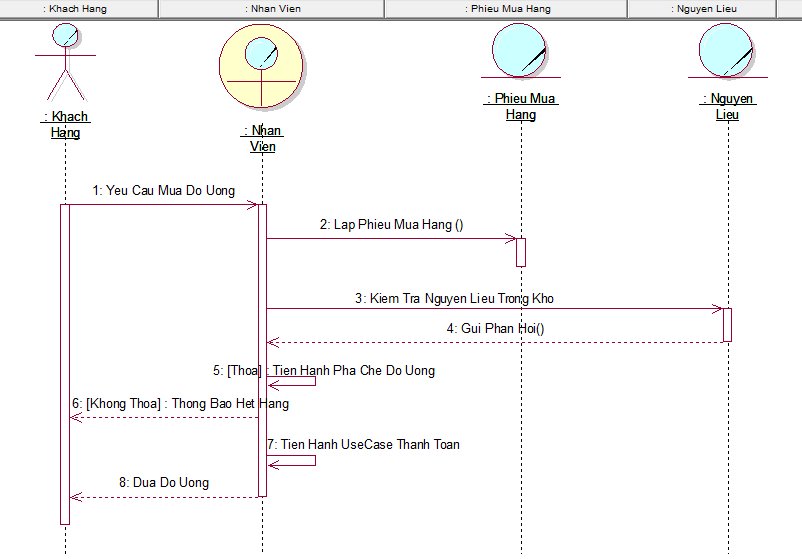 : Khach Hang
: Nhan Vien
: Phieu Mua Hang
: Nguyen Lieu
: Khach
Hang
: Nhan
Vien
: Phieu Mua
Hang
: Nguyen
Lieu
1: Yeu Cau Mua Do Uong
2: Lap Phieu Mua Hang ()
3: Kiem Tra Nguyen Lieu Trong Kho
4: Gui Phan Hoi()
5: [Thoa] : Tien Hanh Pha Che Do Uong
6: [Khong Thoa] : Thong Bao Het Hang
7: Tien Hanh UseCase Thanh Toan
8: Dua Do Uong